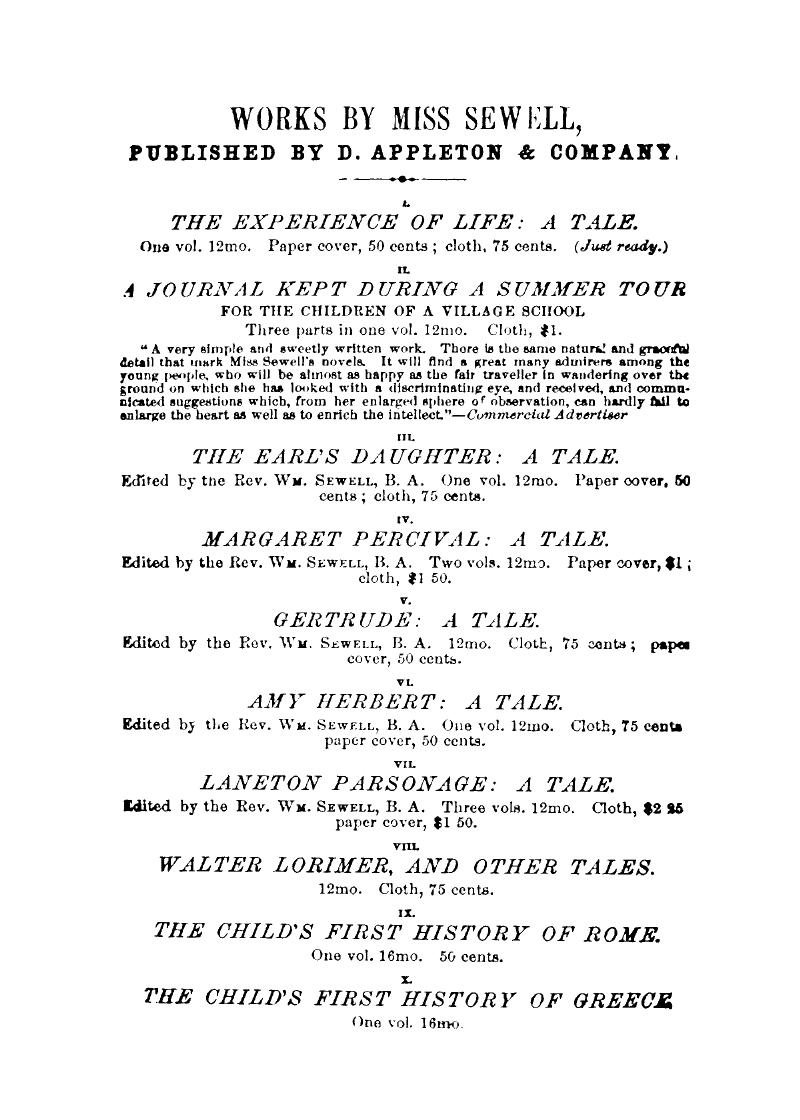 WORKS BY MISS SEWELL,
PUBLISHED BY D. APPLETON & COMPANY.
I.
THE EXPERIENCE OF LIFE: A TALE.
One vol. 12mo. Paper cover, 50 cents; cloth, 75 cents. (Just ready.)
II.
A JOURNAL KEPT DURING A SUMMER TOUR
FOR THE CHILDREN OF A VILLAGE SCHOOL
Three parts in one vol. 12mo. Cloth, $1.
"A very simple and sweetly written work. There is the same natural and graceful
detail that mark Miss Sewell's novels. It will find a great many admirers among the
young people, who will be almost as happy as the fair traveller in wandering over the
ground on which she has looked with a discriminating eye, and received, and commu-
nicated suggestions which, from her enlarged sphere of observation, can hardly fail to
enlarge the heart as well as to enrich the intellect."—Commercial Advertiser
III.
THE EARL'S DAUGHTER: A TALE.
Edited by the Rev. WM. SEWELL, B. A. One vol. 12mo. Paper cover, 50
cents; cloth, 75 cents.
IV.
MARGARET PERCIVAL: A TALE.
Edited by the Rev. WM. SEWELL, B. A. Two vols. 12mo. Paper cover, $1;
cloth, $1 50.
V.
GERTRUDE: A TALE.
Edited by the Rev. WM. SEWELL, B. A. 12mo. Cloth, 75 cents; paper
cover, 50 cents.
VI.
AMY HERBERT: A TALE.
Edited by the Rev. WM. SEWELL, B. A. One vol. 12mo. Cloth, 75 cents
paper cover, 50 cents.
VII.
LANETON PARSONAGE: A TALE.
Edited by the Rev. WM. SEWELL, B. A. Three vols. 12mo. Cloth, $2 25
paper cover, $1 50.
VIII.
WALTER LORIMER, AND OTHER TALES.
12mo. Cloth, 75 cents.
IX.
THE CHILD'S FIRST HISTORY OF ROME.
One vol. 16mo. 50 cents.
X.
THE CHILD'S FIRST HISTORY OF GREECE
One vol. 16mo.